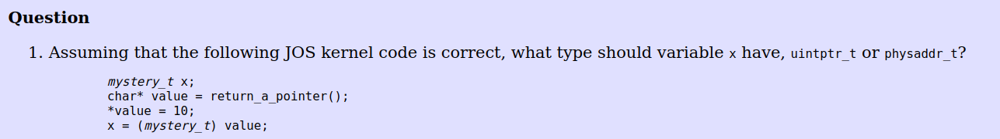 Question
1. Assuming that the following JOS kernel code is correct, what type should variable x have, uintptr_t or physaddr_t?
mystery_t x;
char* value = return_a_pointer();
*value = 10;
x = (mystery_t) value;